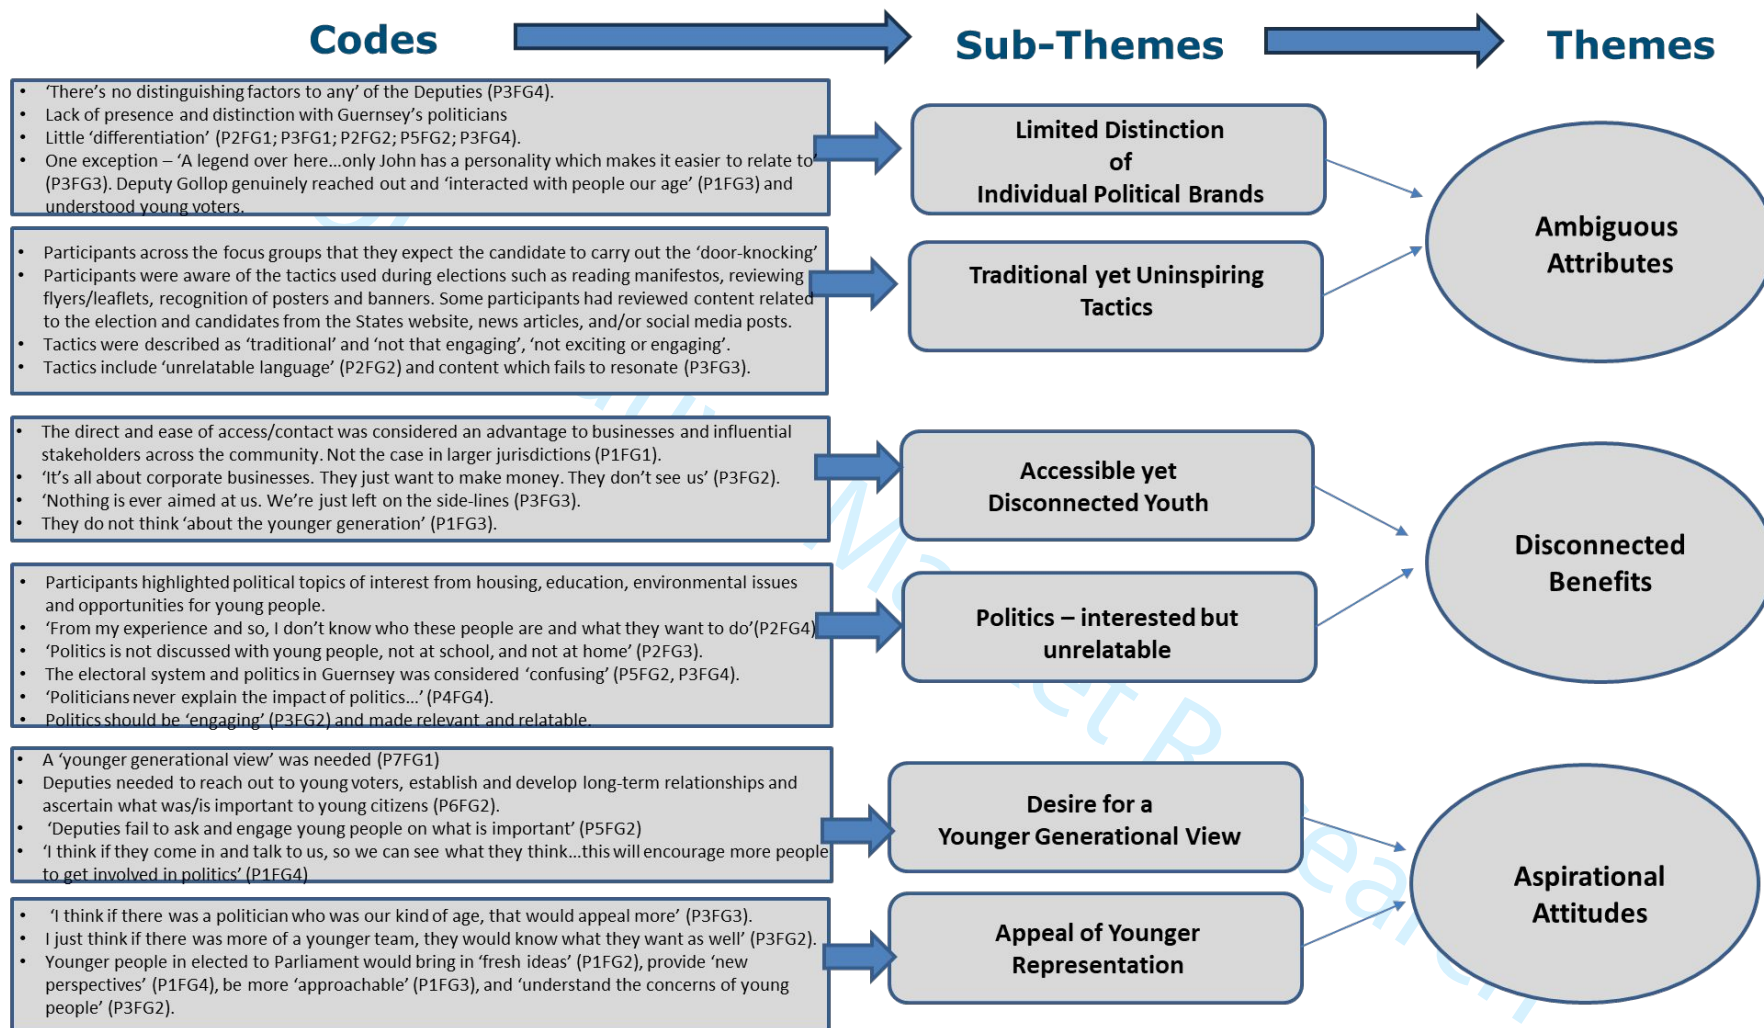 Codes
Sub-Themes
Themes
• ‘There’s no distinguishing factors to any’ of the Deputies (P3FG4).
• Lack of presence and distinction with Guernsey’s politicians
• Little ‘differentiation’ (P2FG1; P3FG1; P2FG2; P5FG2; P3FG4).
• One exception – ‘A legend over here...only John has a personality which makes it easier to relate to’
(P3FG3). Deputy Gollop genuinely reached out and ‘interacted with people our age’ (P1FG3) and
understood young voters.
Limited Distinction
of
Individual Political Brands
• Participants across the focus groups that they expect the candidate to carry out the ‘door-knocking’
• Participants were aware of the tactics used during elections such as reading manifestos, reviewing
flyers/leaflets, recognition of posters and banners. Some participants had reviewed content related
to the election and candidates from the States website, news articles, and/or social media posts.
• Tactics were described as ‘traditional’ and ‘not that engaging’, ‘not exciting or engaging’.
• Tactics include ‘unrelatable language’ (P2FG2) and content which fails to resonate (P3FG3).
Traditional yet Uninspiring
Tactics
Ambiguous
Attributes
• The direct and ease of access/contact was considered an advantage to businesses and influential
stakeholders across the community. Not the case in larger jurisdictions (P1FG1).
• ‘It’s all about corporate businesses. They just want to make money. They don’t see us’ (P3FG2).
• ‘Nothing is ever aimed at us. We’re just left on the side-lines (P3FG3).
• They do not think ‘about the younger generation’ (P1FG3).
Accessible yet
Disconnected Youth
• Participants highlighted political topics of interest from housing, education, environmental issues
and opportunities for young people.
• ‘From my experience and so, I don’t know who these people are and what they want to do’(P2FG4)
• ‘Politics is not discussed with young people, not at school, and not at home’ (P2FG3).
• The electoral system and politics in Guernsey was considered ‘confusing’ (P5FG2, P3FG4).
• ‘Politicians never explain the impact of politics...’ (P4FG4).
• Politics should be ‘engaging’ (P3FG2) and made relevant and relatable.
Politics – interested but
unrelatable
Disconnected
Benefits
• A ‘younger generational view’ was needed (P7FG1)
• Deputies needed to reach out to young voters, establish and develop long-term relationships and
ascertain what was/is important to young citizens (P6FG2).
• ‘Deputies fail to ask and engage young people on what is important’ (P5FG2)
• ‘I think if they come in and talk to us, so we can see what they think...this will encourage more people
to get involved in politics’ (P1FG4)
Desire for a
Younger Generational View
• ‘I think if there was a politician who was our kind of age, that would appeal more’ (P3FG3).
• I just think if there was more of a younger team, they would know what they want as well’ (P3FG2).
• Younger people in elected to Parliament would bring in ‘fresh ideas’ (P1FG2), provide ‘new
perspectives’ (P1FG4), be more ‘approachable’ (P1FG3), and ‘understand the concerns of young
people’ (P3FG2).
Appeal of Younger
Representation
Aspirational
Attitudes